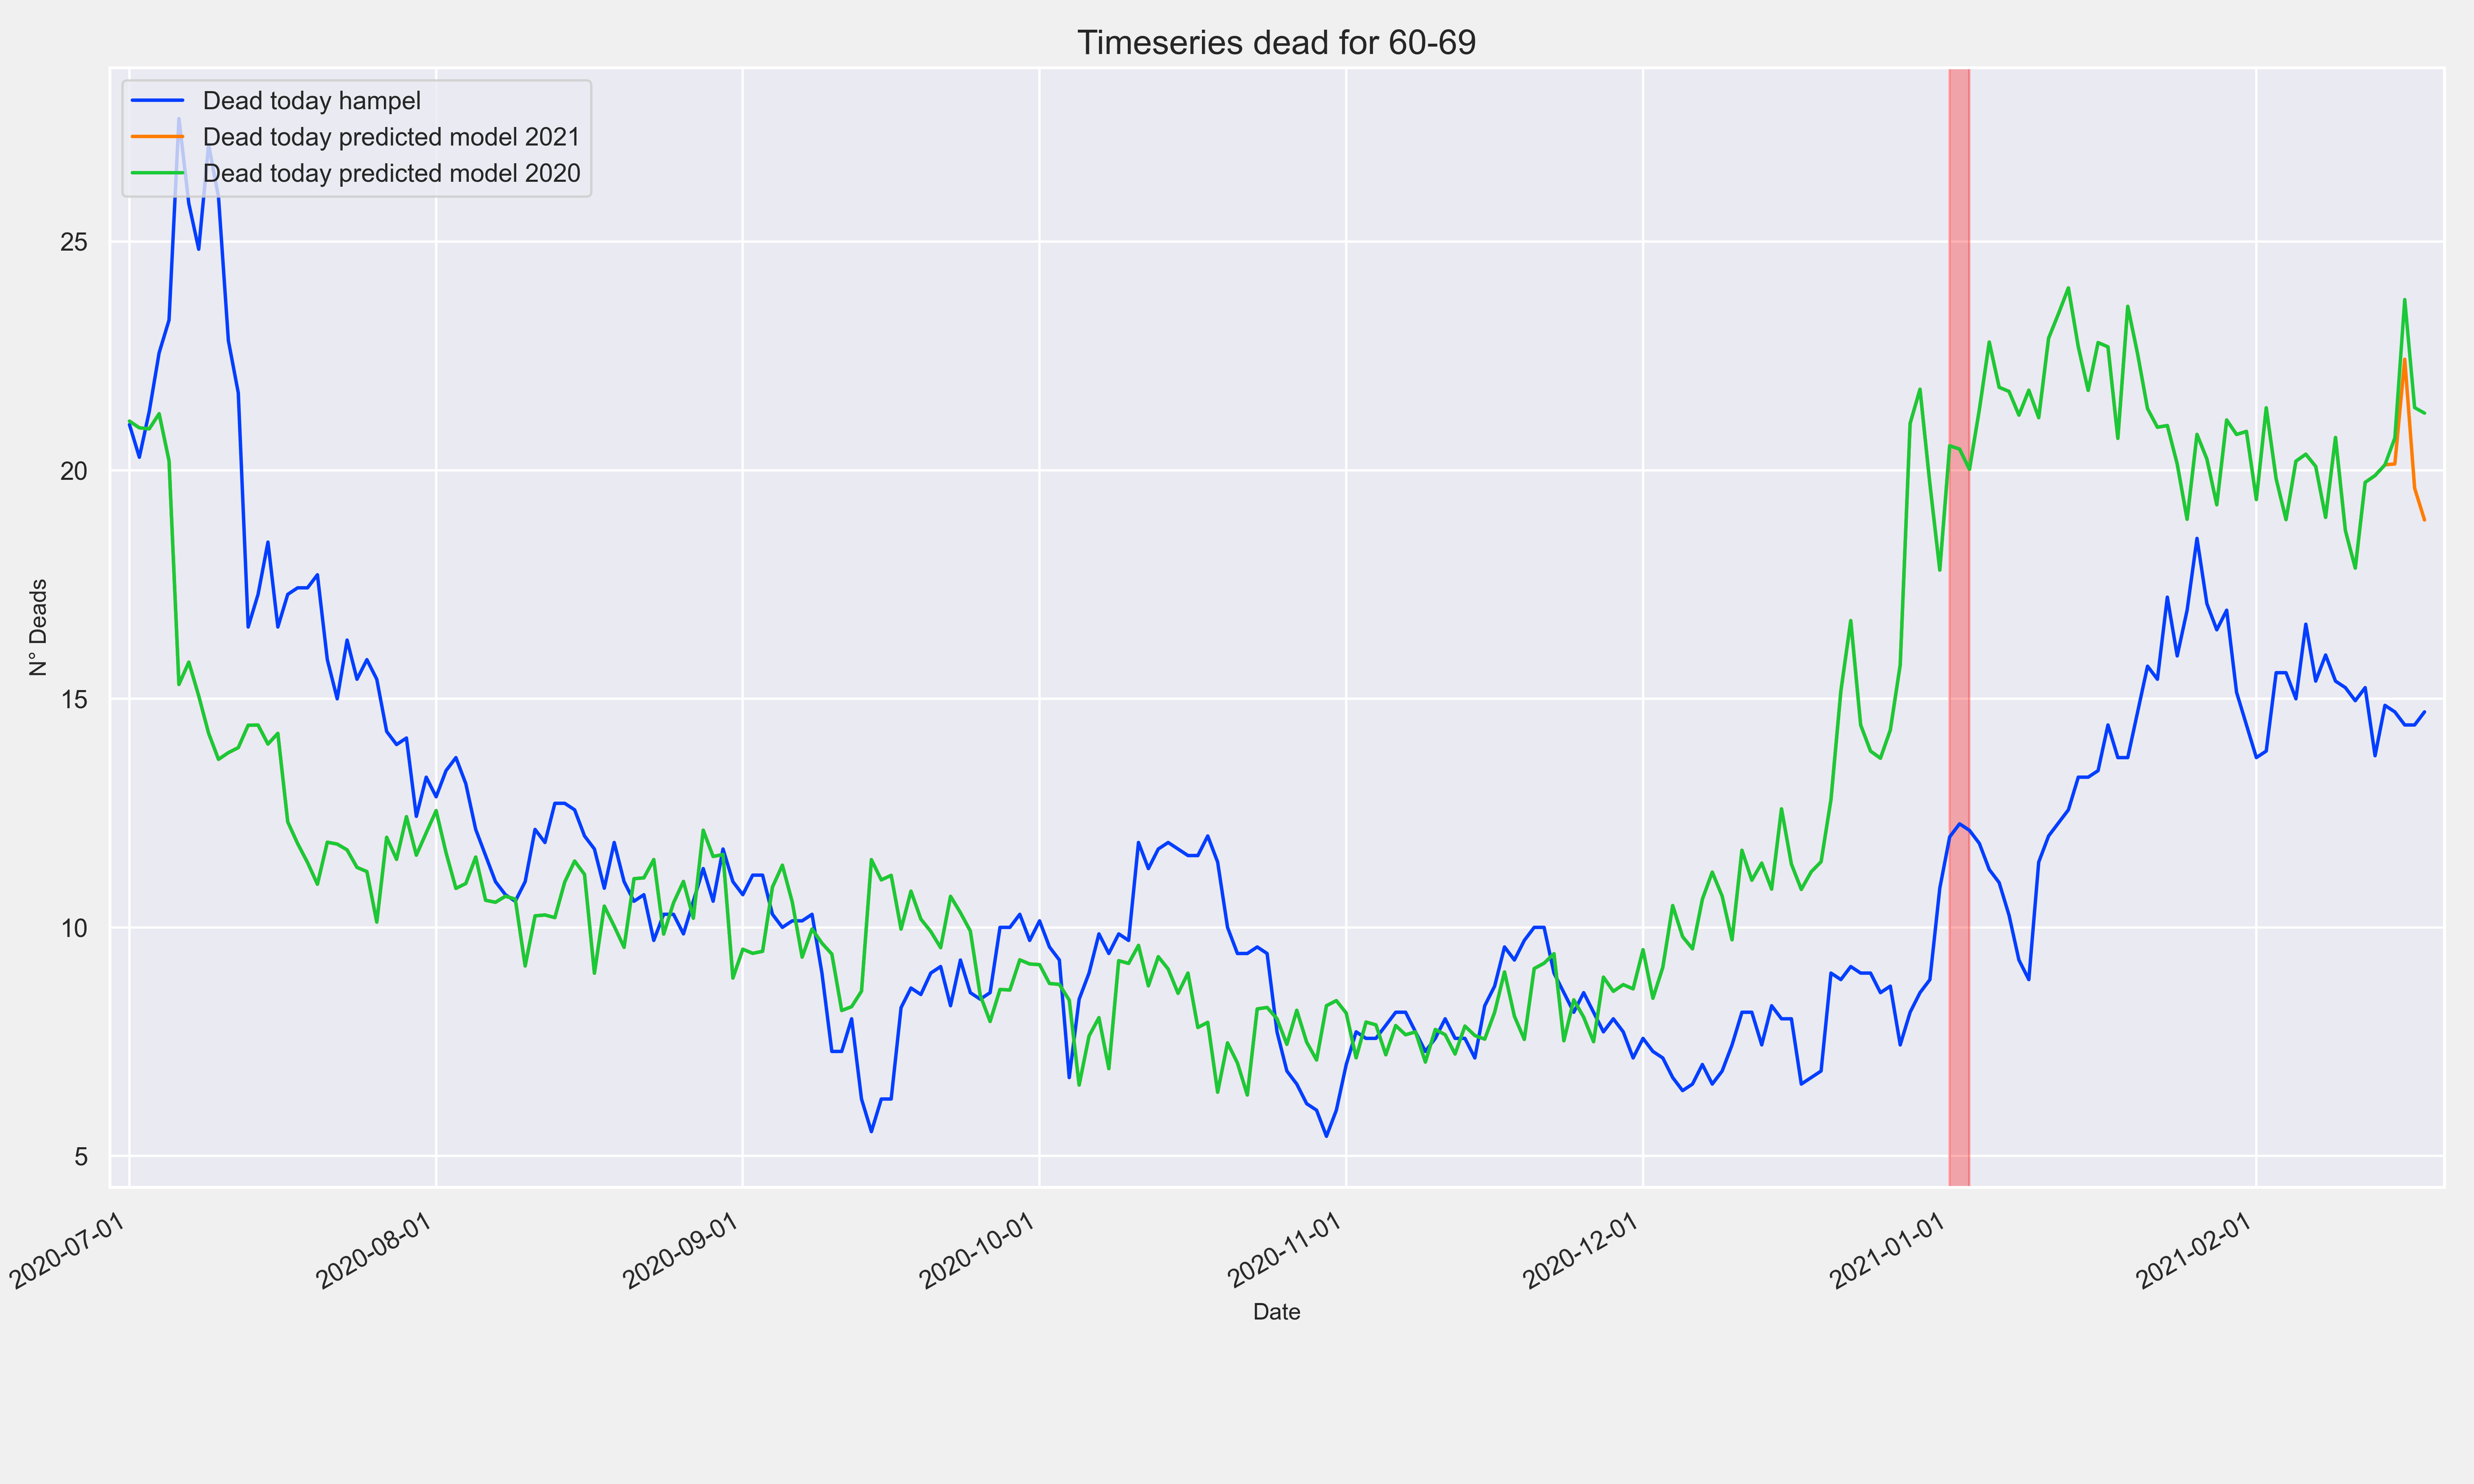 Timeseries dead for 60-69
Dead today hampel
Dead today predicted model 2021
Dead today predicted model 2020
N° Deads
25
20
15
10
5
2020-07-01
2020-08-01
2020-09-01
2020-10-01
2020-11-01
2020-12-01
2021-01-01
2021-02-01
Date